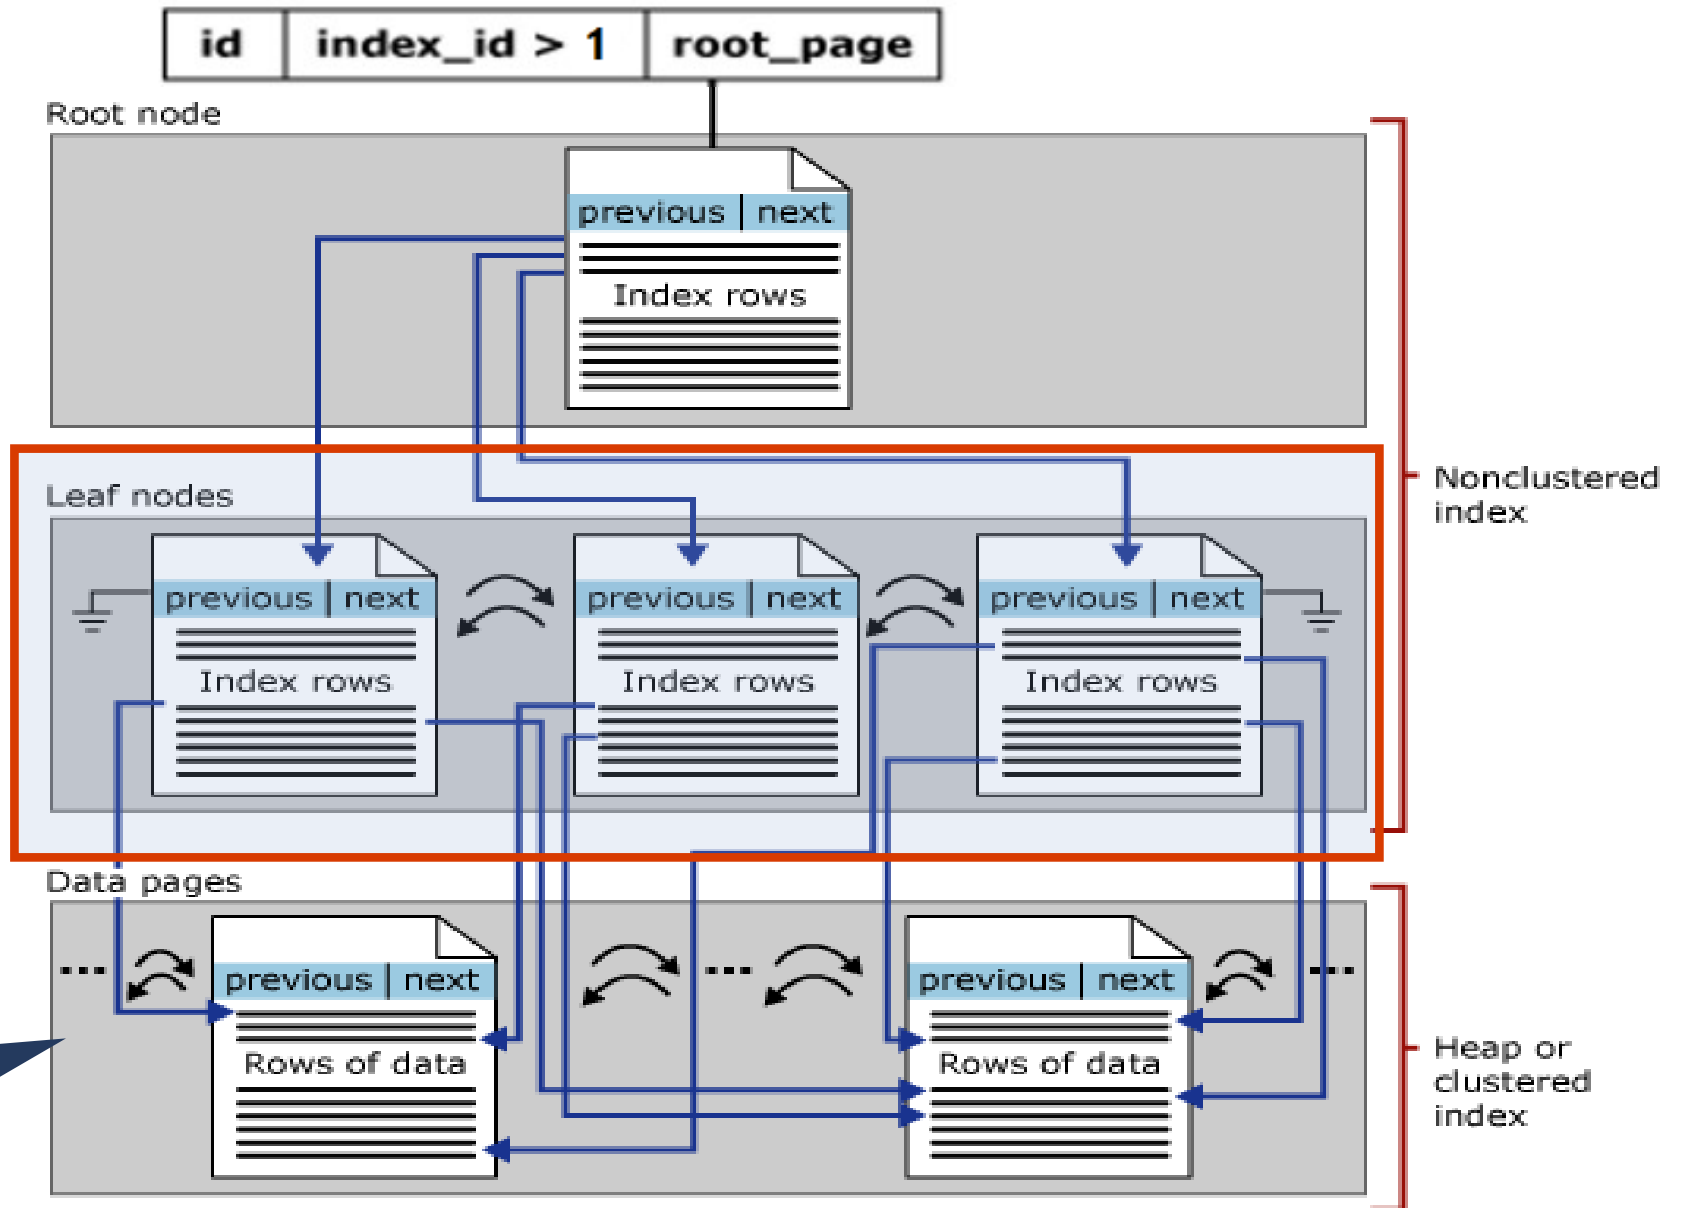 id index_id > 1 root_page
Root node
previous next
Index rows
Nonclustered
index
Leaf nodes
previous next previous next previous next
Index rows Index rows Index rows
Data pages
previous next previous next
Rows of data Rows of data
Heap or
clustered
index